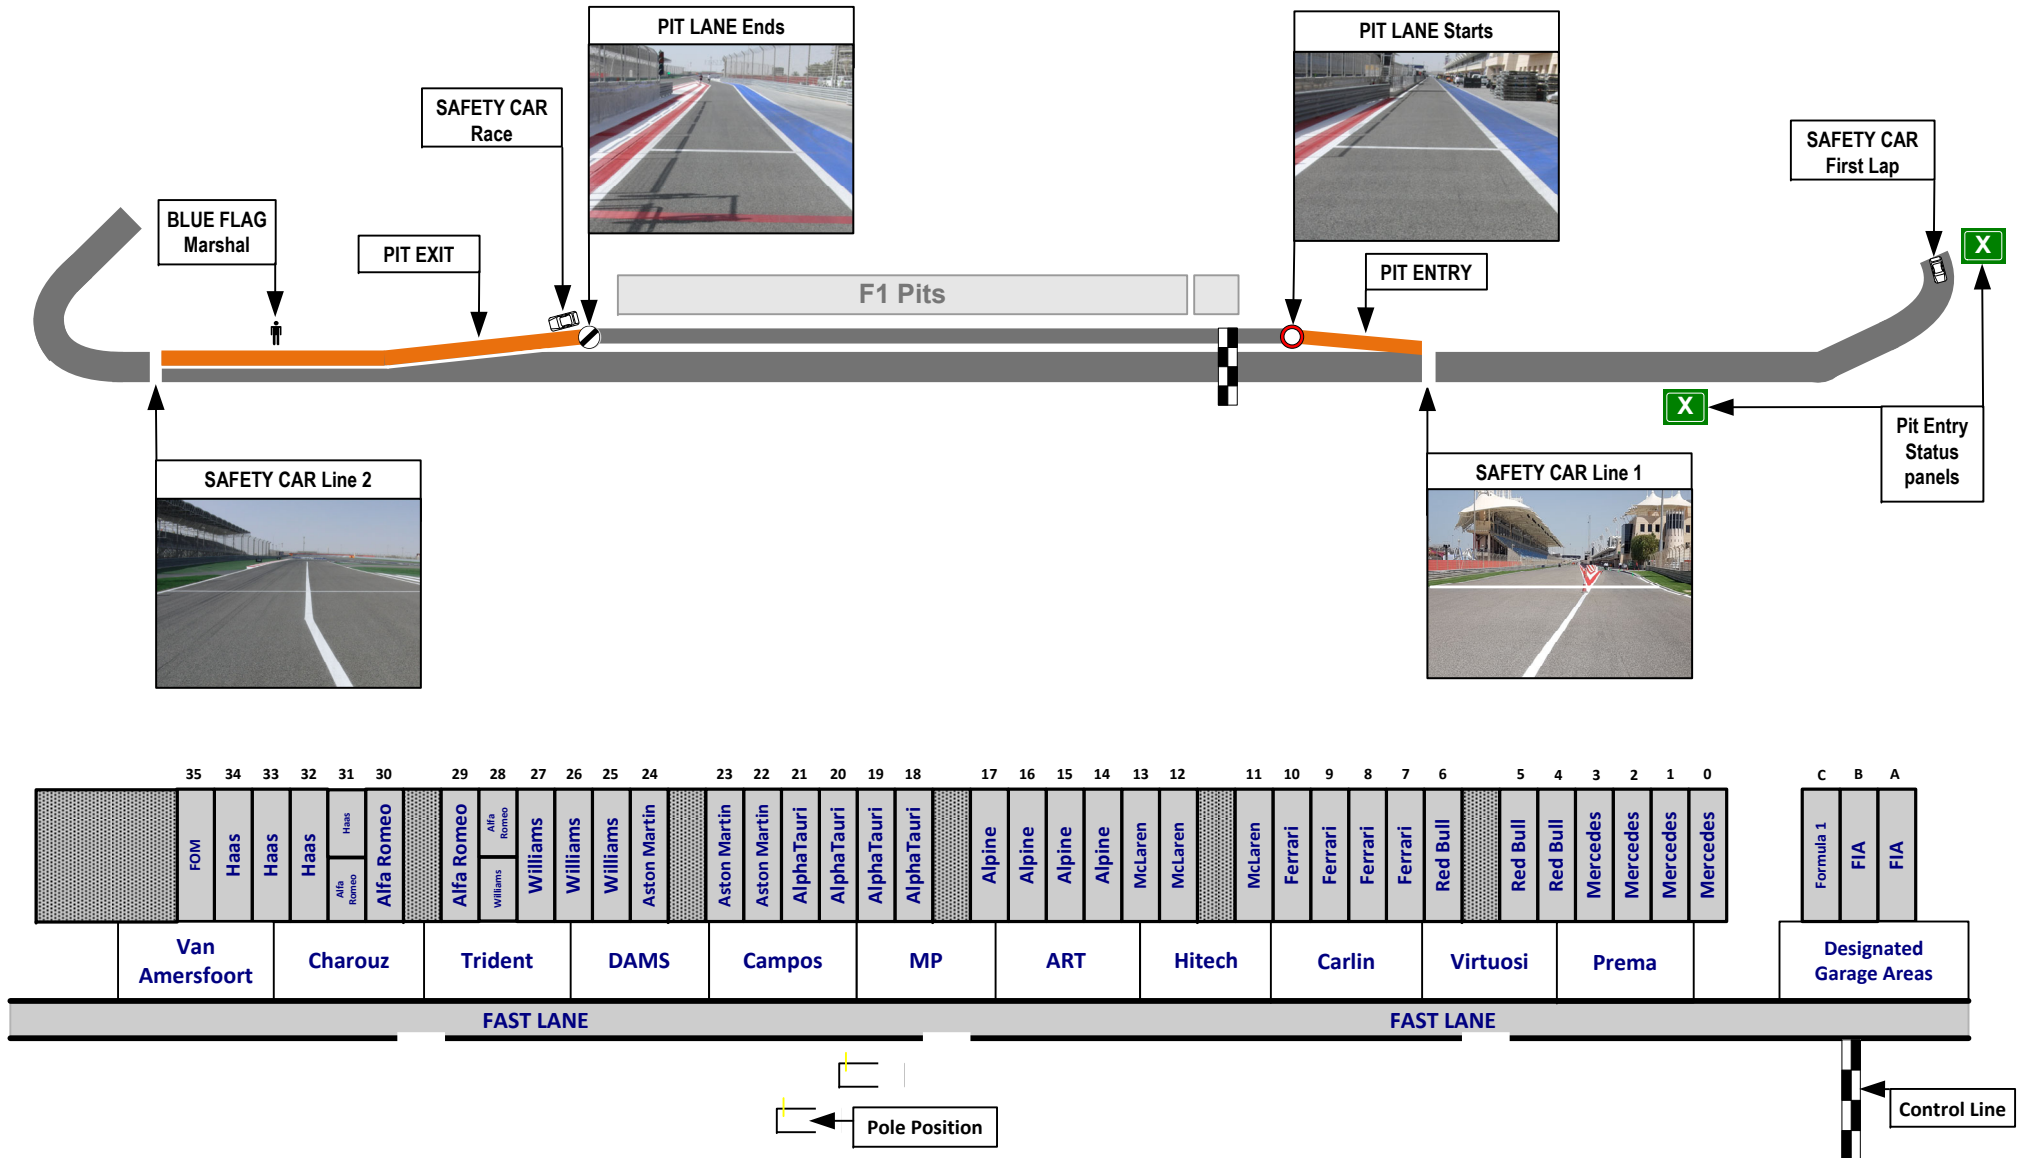 PIT LANE Ends
PIT LANE Starts
SAFETY CAR
Race
SAFETY CAR
First Lap
BLUE FLAG
Marshal
PIT EXIT
PIT ENTRY
X
F1 Pits
X
Pit Entry
Status
panels
SAFETY CAR Line 2
SAFETY CAR Line 1
35 34 33 32 31 30 29 28 27 26 25 24 23 22 21 20 19 18 17 16 15 14 13 12 11 10 9 8 7 6 5 4 3 2 1 0 C B A
FOM
Haas
Haas
Haas
Haas
Alfa
Romeo
Alfa Romeo
Alfa Romeo
Alfa
Romeo
Williams
Williams
Williams
Williams
Aston Martin
Aston Martin
Aston Martin
AlphaTauri
AlphaTauri
AlphaTauri
AlphaTauri
Alpine
Alpine
Alpine
Alpine
McLaren
McLaren
McLaren
Ferrari
Ferrari
Ferrari
Ferrari
Red Bull
Red Bull
Red Bull
Mercedes
Mercedes
Mercedes
Mercedes
Formula 1
FIA
FIA
Van
Amersfoort
Charouz
Trident
DAMS
Campos
MP
ART
Hitech
Carlin
Virtuosi
Prema
Designated
Garage Areas
FAST LANE
FAST LANE
Pole Position
Control Line